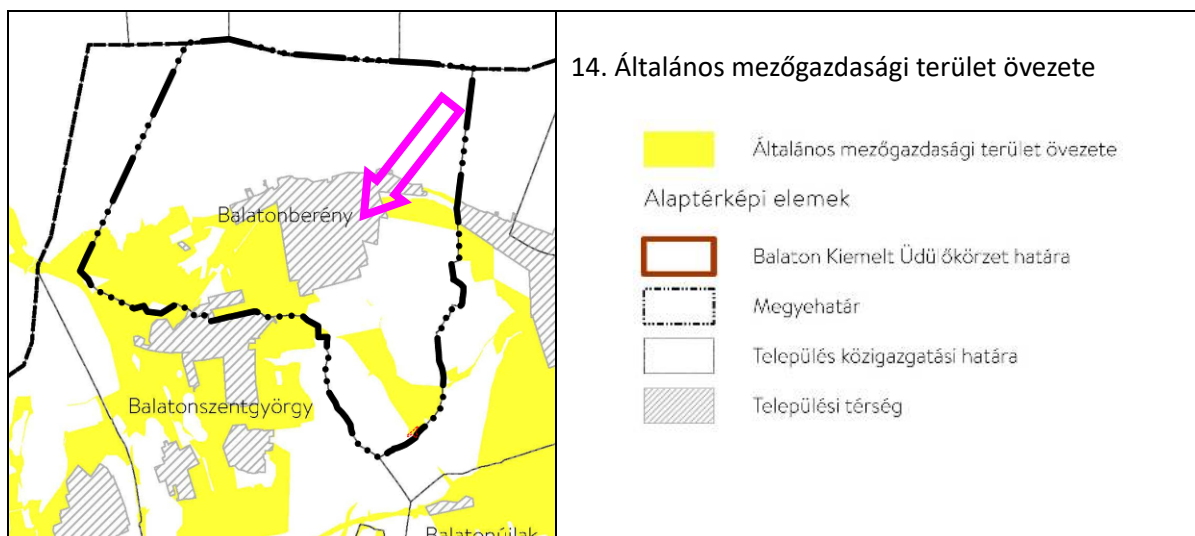 Balatonberény
Balatonszentgyörgy
Balatonújlak
14. Általános mezőgazdasági terület övezete
Általános mezőgazdasági terület övezete
Alaptérképi elemek
Balaton Kiemelt Üdülőkörzet határa
Megyehatár
Település közigazgatási határa
Települési térség